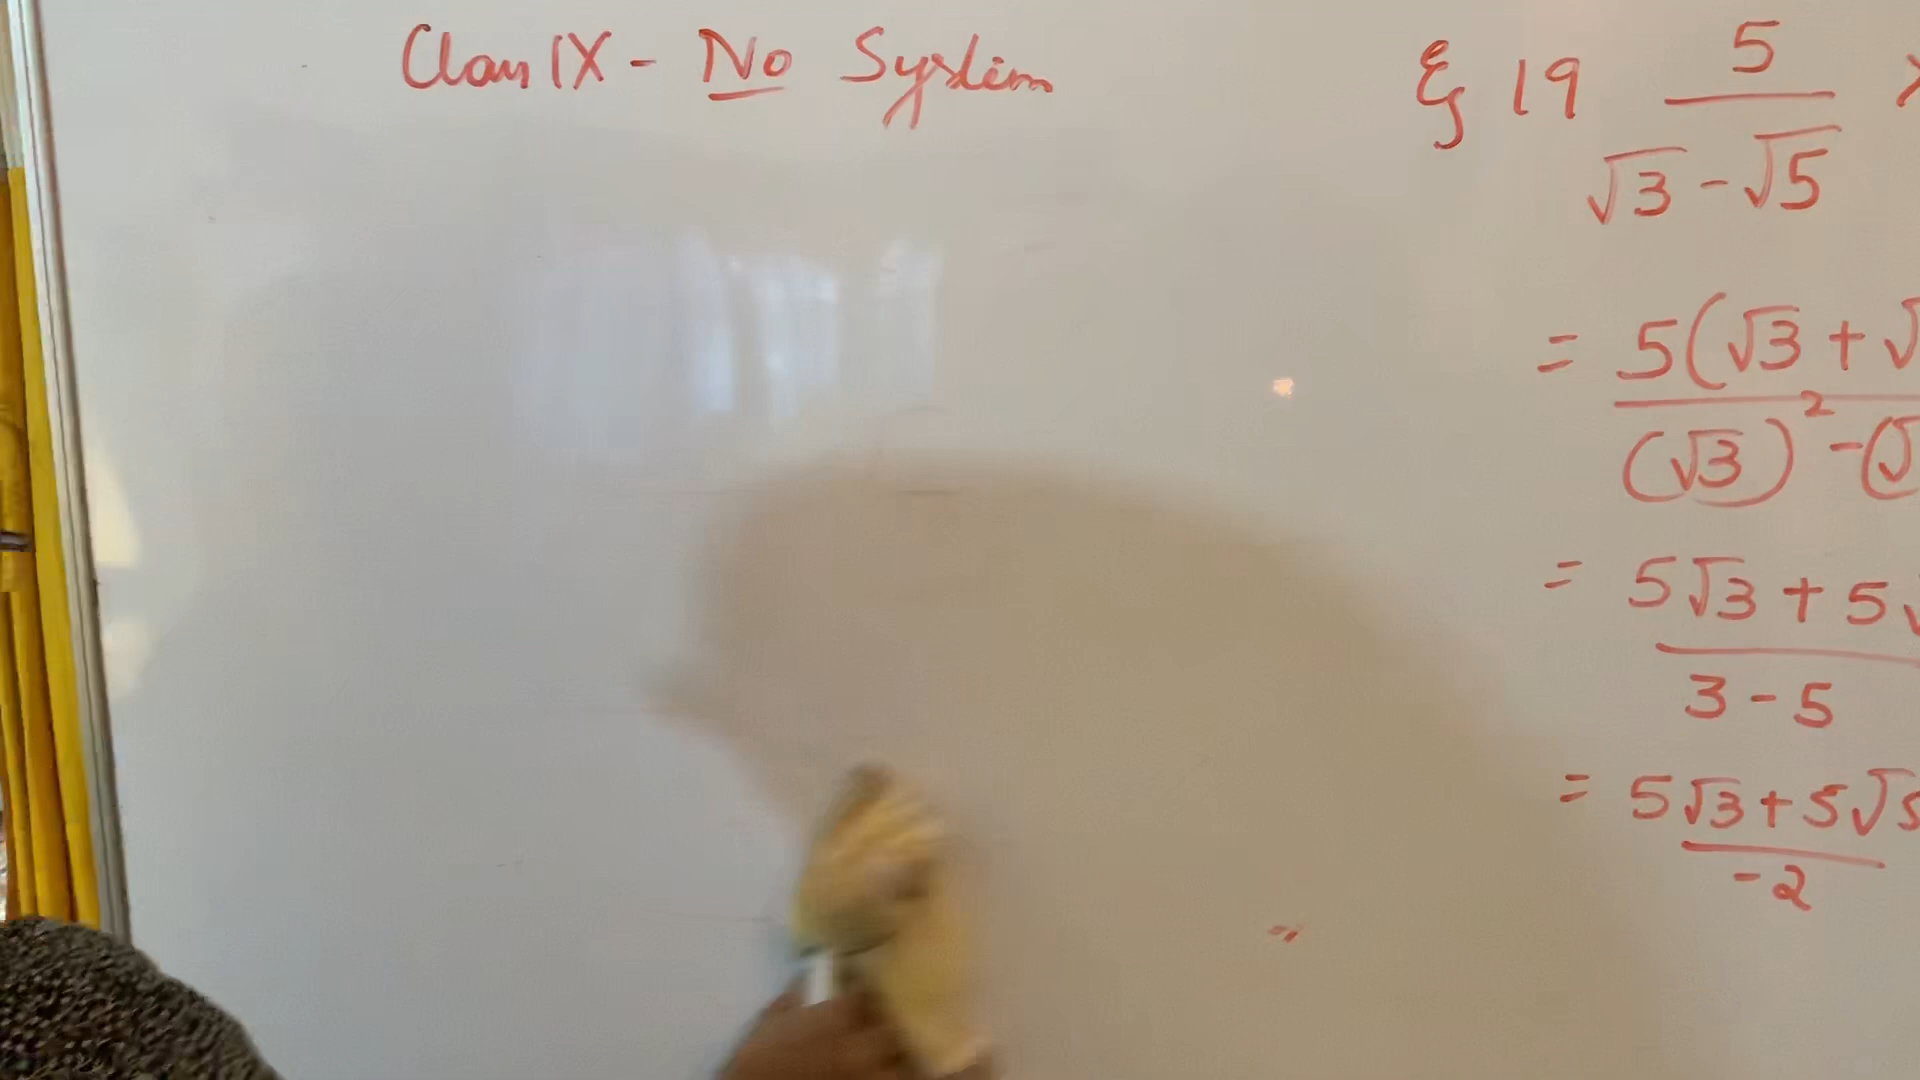 Class IX - No System
Eg 19 5/(√3 - √5) ×
= 5(√3 + √
(√3)² - (√
= 5√3 + 5√
3 - 5
= 5√3 + 5√5
-2